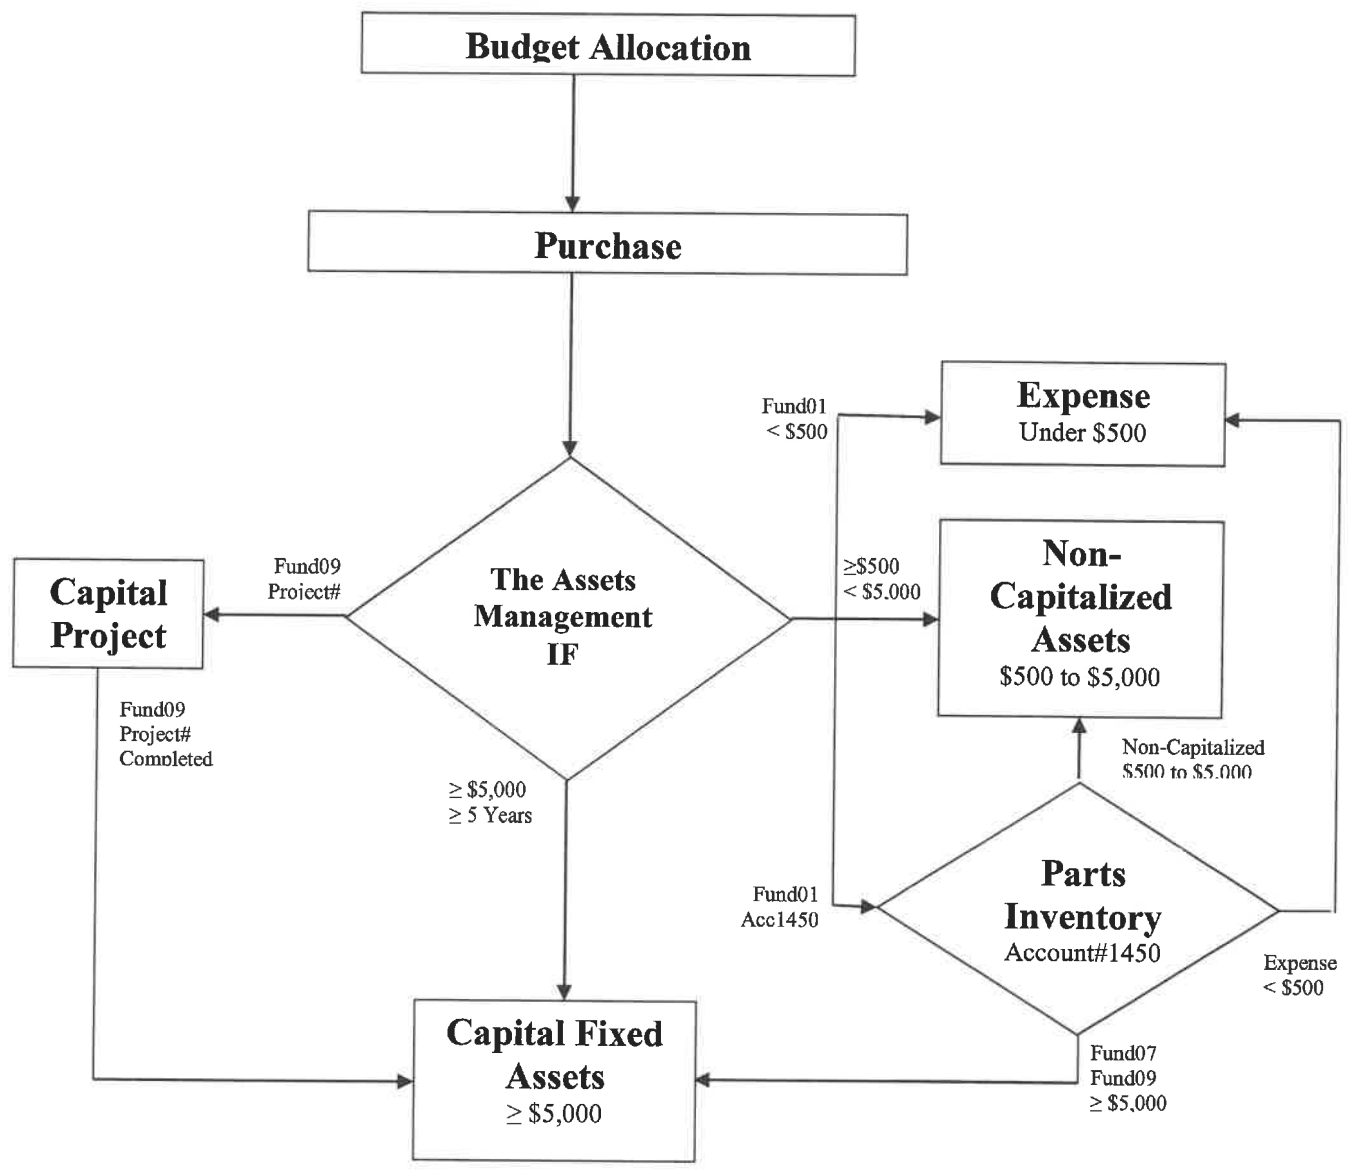 Budget Allocation
Purchase
Fund01
< $500
Expense
Under $500
Fund09
Project#
The Assets
Management
IF
≥$500
< $5.000
Non-
Capitalized
Assets
$500 to $5,000
Capital
Project
Fund09
Project#
Completed
≥ $5,000
≥ 5 Years
Non-Capitalized
$500 to $5.000
Fund01
Acc1450
Parts
Inventory
Account#1450
Expense
< $500
Capital Fixed
Assets
≥ $5,000
Fund07
Fund09
≥ $5,000